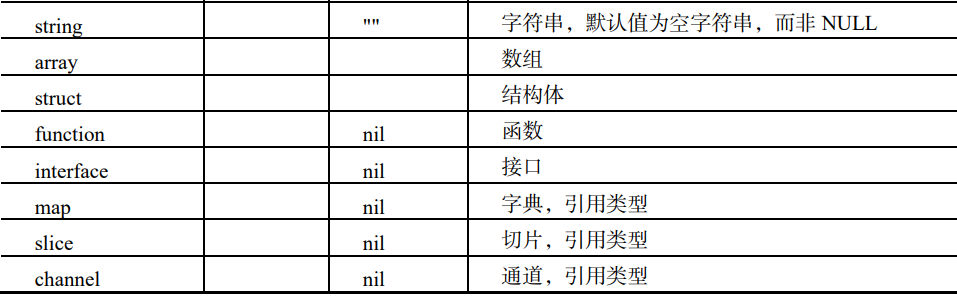 string "" 字符串，默认值为空字符串，而非 NULL
array 数组
struct 结构体
function nil 函数
interface nil 接口
map nil 字典，引用类型
slice nil 切片，引用类型
channel nil 通道，引用类型